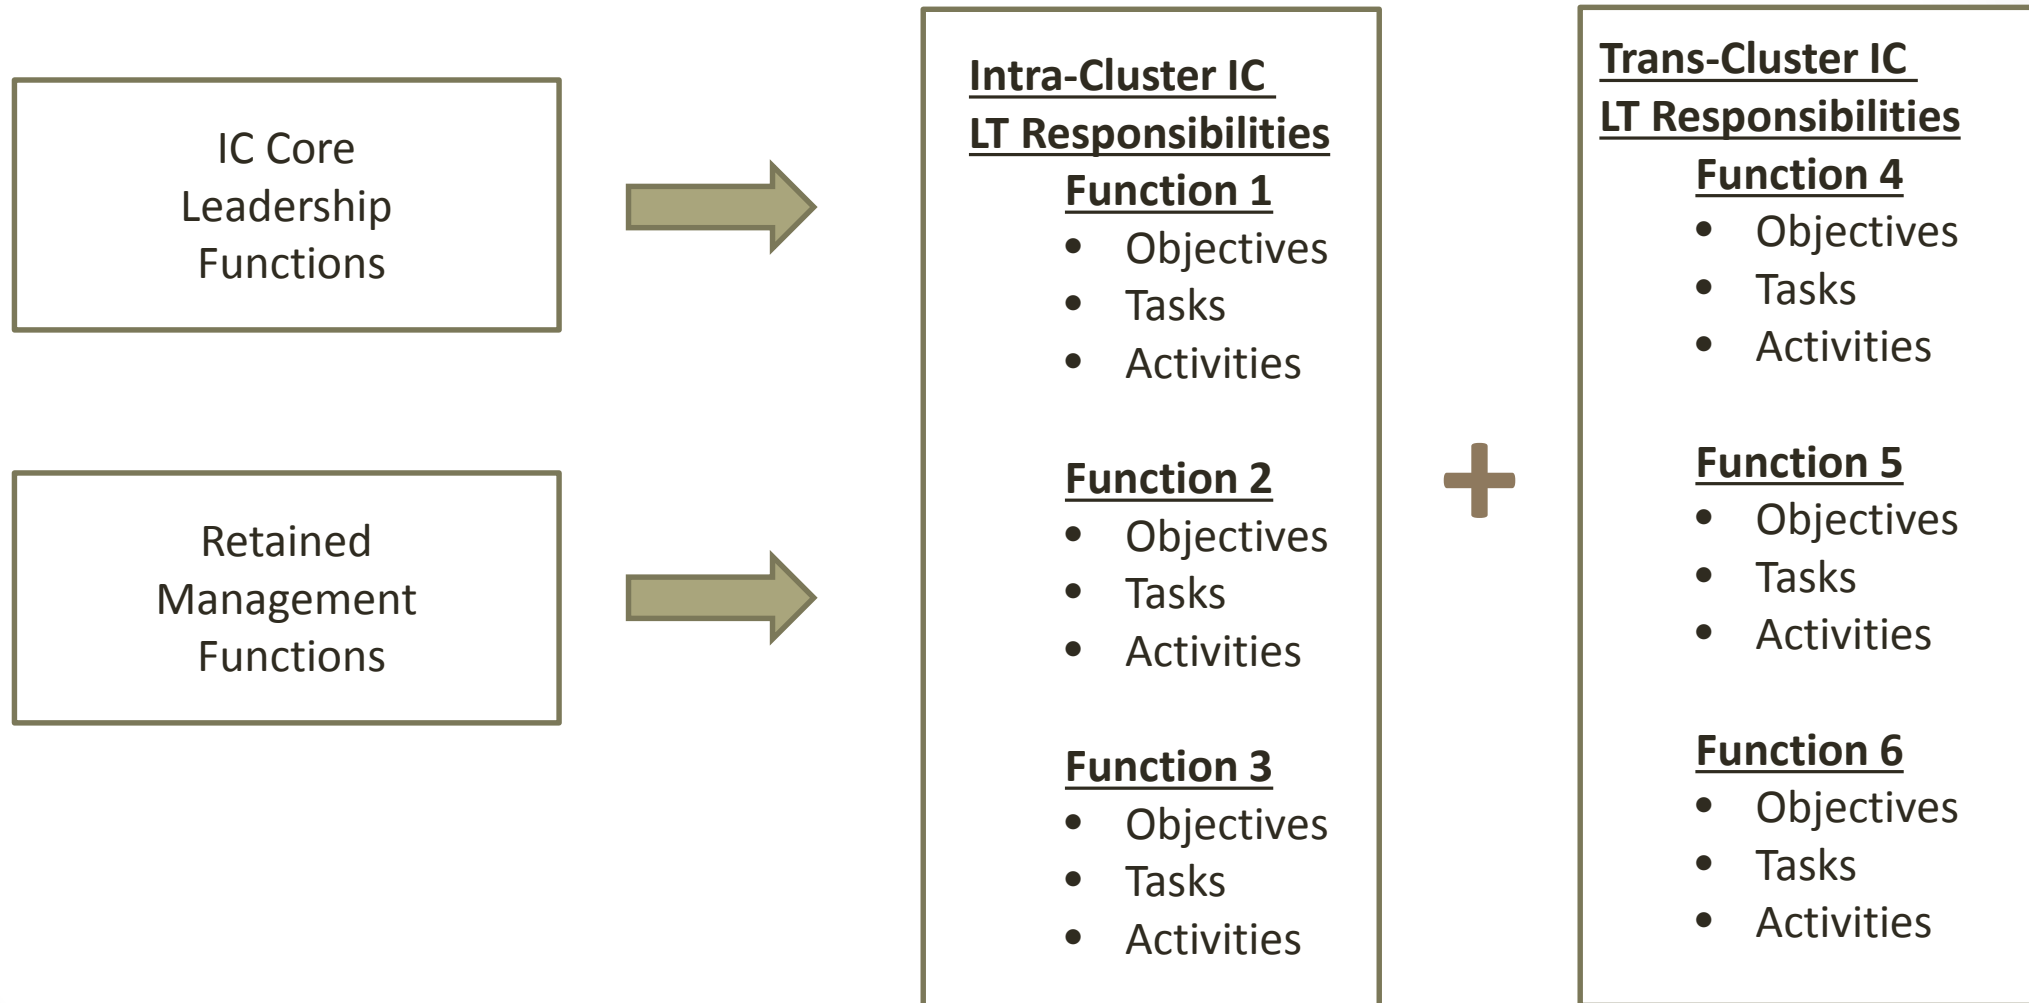 IC Core
Leadership
Functions
Retained
Management
Functions
Intra-Cluster IC
LT Responsibilities
Function 1
• Objectives
• Tasks
• Activities
Function 2
• Objectives
• Tasks
• Activities
Function 3
• Objectives
• Tasks
• Activities
+
Trans-Cluster IC
LT Responsibilities
Function 4
• Objectives
• Tasks
• Activities
Function 5
• Objectives
• Tasks
• Activities
Function 6
• Objectives
• Tasks
• Activities